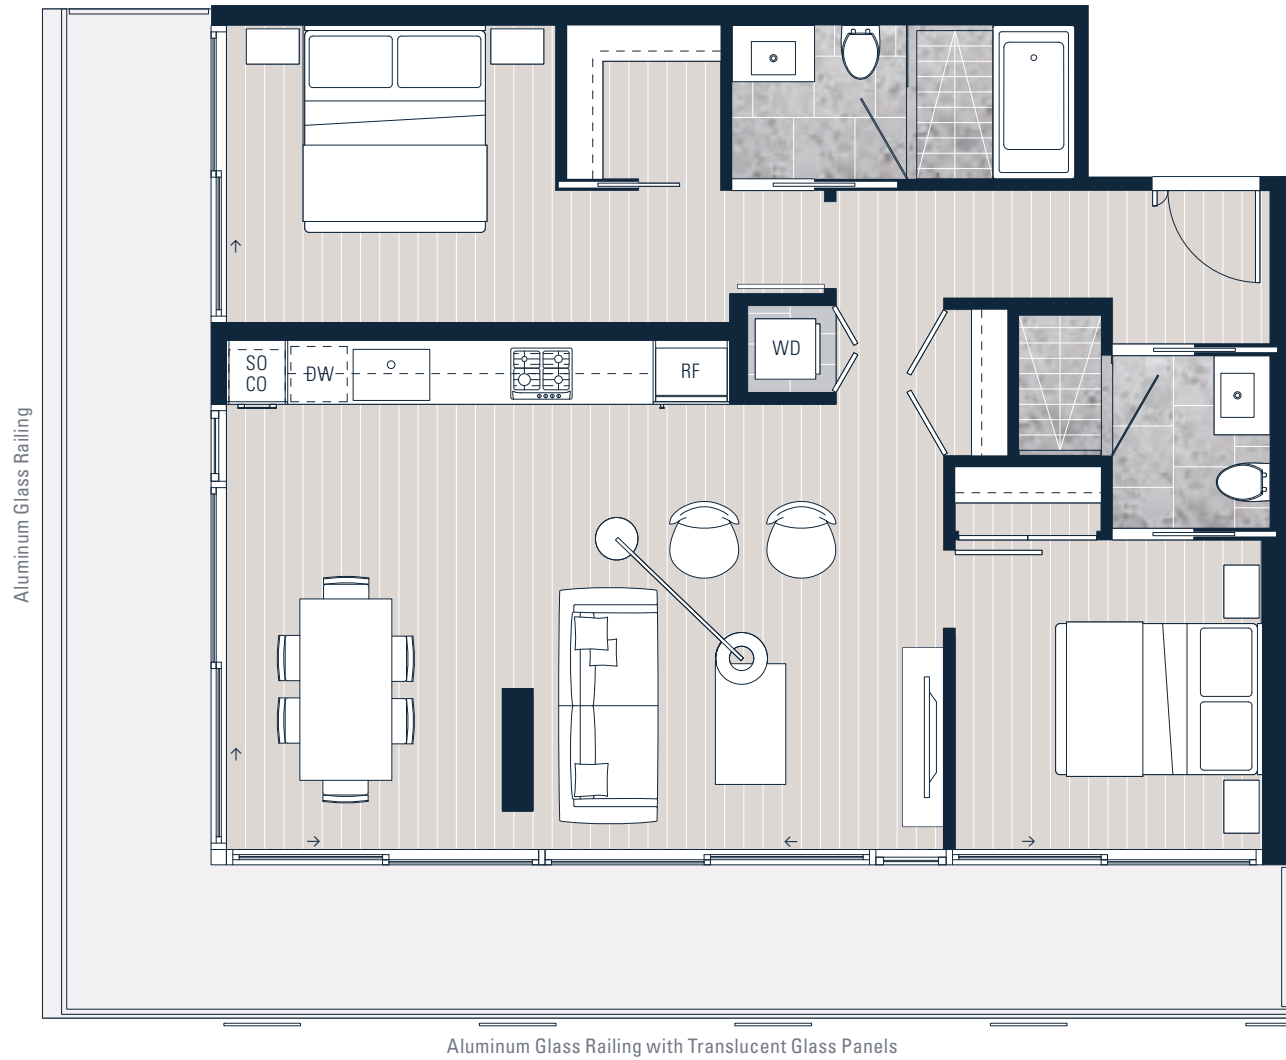 SO
CO
DW
RF
WD
Aluminum Glass Railing
Aluminum Glass Railing with Translucent Glass Panels